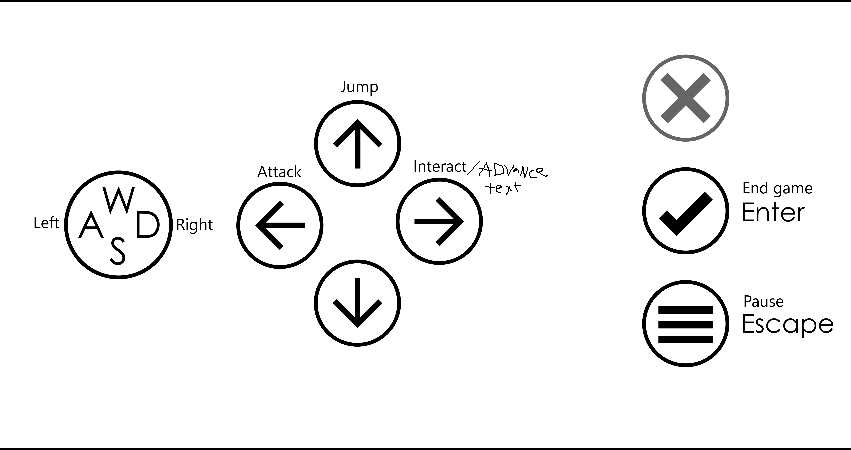 Jump
Attack
Interact/ADVaNce
text
Left
W
A D
S
Right
End game
Enter
Pause
Escape